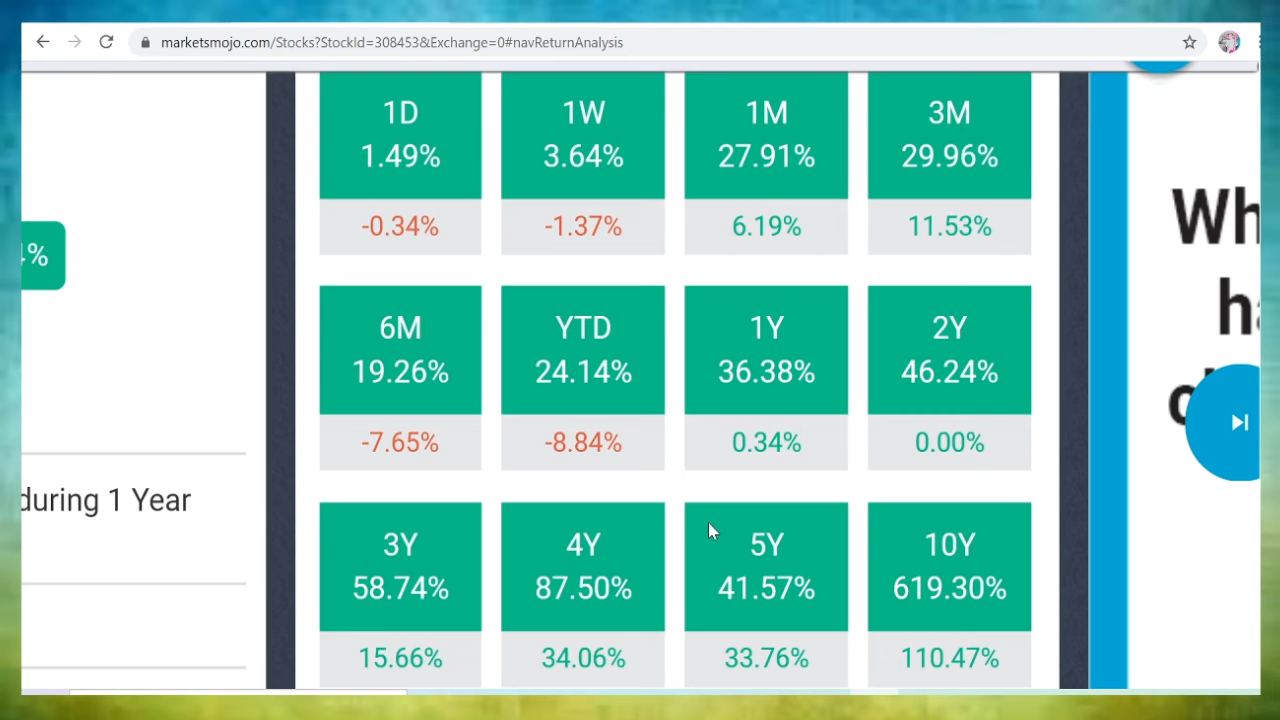 marketsmojo.com/Stocks?StockId=308453&Exchange=0#navReturnAnalysis
1D 1W 1M 3M
1.49% 3.64% 27.91% 29.96%
-0.34% -1.37% 6.19% 11.53%
Wh
4%
ha
6M YTD 1Y 2Y
19.26% 24.14% 36.38% 46.24%
-7.65% -8.84% 0.34% 0.00%
during 1 Year
3Y 4Y 5Y 10Y
58.74% 87.50% 41.57% 619.30%
15.66% 34.06% 33.76% 110.47%